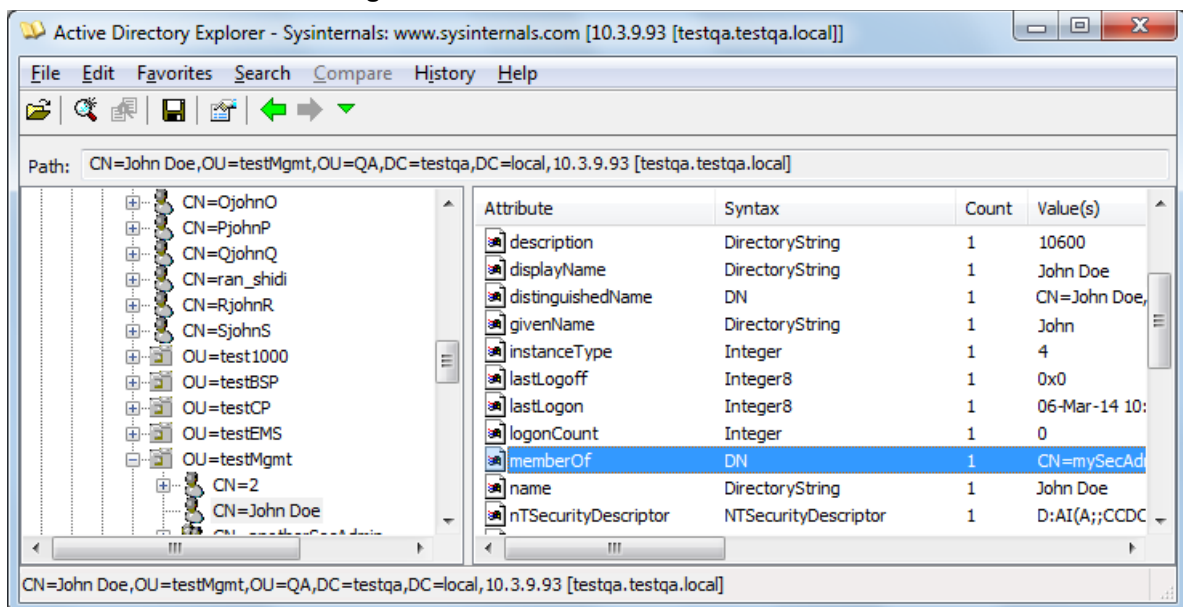 Active Directory Explorer - Sysinternals: www.sysinternals.com [10.3.9.93 [testqa.testqa.local]]
File Edit Favorites Search Compare History Help
Path: CN=John Doe,OU=testMgmt,OU=QA,DC=testqa,DC=local,10.3.9.93 [testqa.testqa.local]
CN=OjohnO
CN=PjohnP
CN=QjohnQ
CN=ran_shidi
CN=RjohnR
CN=SjohnS
OU=test1000
OU=testBSP
OU=testCP
OU=testEMS
OU=testMgmt
CN=2
CN=John Doe
CN=anotherSecAdmin
Attribute Syntax Count Value(s)
description DirectoryString 1 10600
displayName DirectoryString 1 John Doe
distinguishedName DN 1 CN=John Doe,
givenName DirectoryString 1 John
instanceType Integer 1 4
lastLogoff Integer8 1 0x0
lastLogon Integer8 1 06-Mar-14 10:
logonCount Integer 1 0
memberOf DN 1 CN=mySecAdi
name DirectoryString 1 John Doe
nTSecurityDescriptor NTSecurityDescriptor 1 D:AI(A;;CCDC
CN=John Doe,OU=testMgmt,OU=QA,DC=testqa,DC=local,10.3.9.93 [testqa.testqa.local]